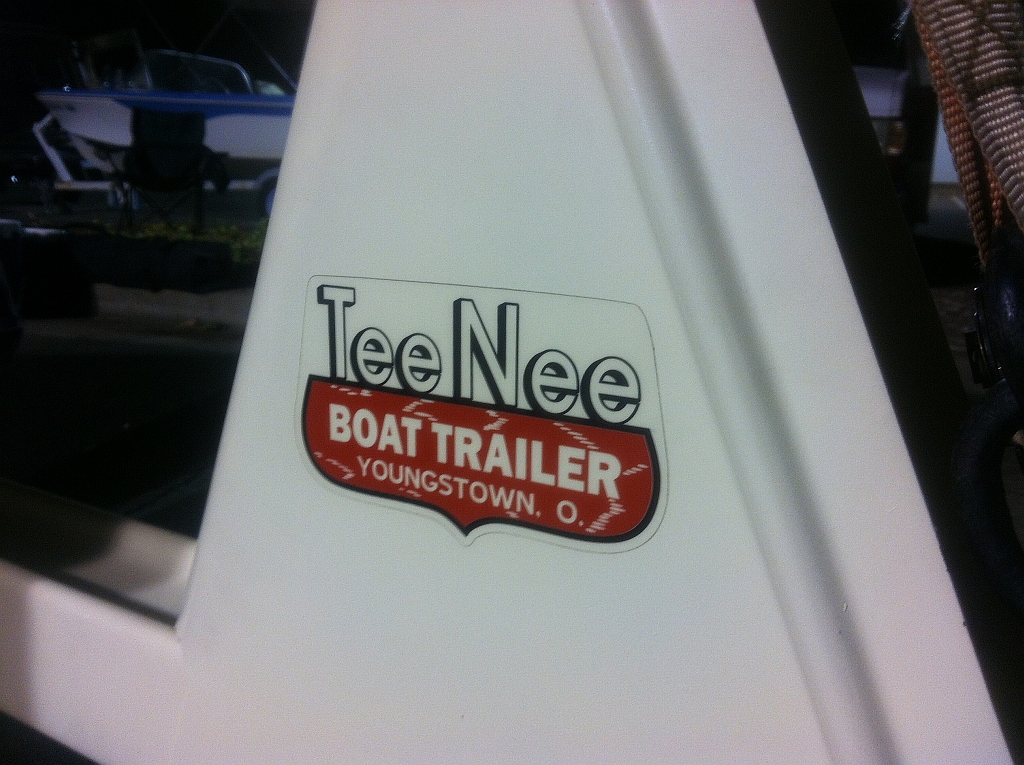 Tee Nee
BOAT TRAILER
YOUNGSTOWN, O.